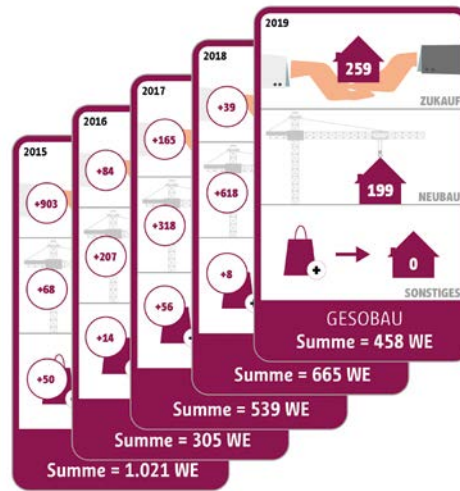 2019
259
ZUKAUF
199
NEUBAU
+
0
SONSTIGES
GESOBAU
Summe = 458 WE
2018
+39
+618
+8
Summe = 665 WE
2017
+165
+318
+56
Summe = 539 WE
2016
+84
+207
+14
Summe = 305 WE
2015
+903
+68
+50
Summe = 1.021 WE